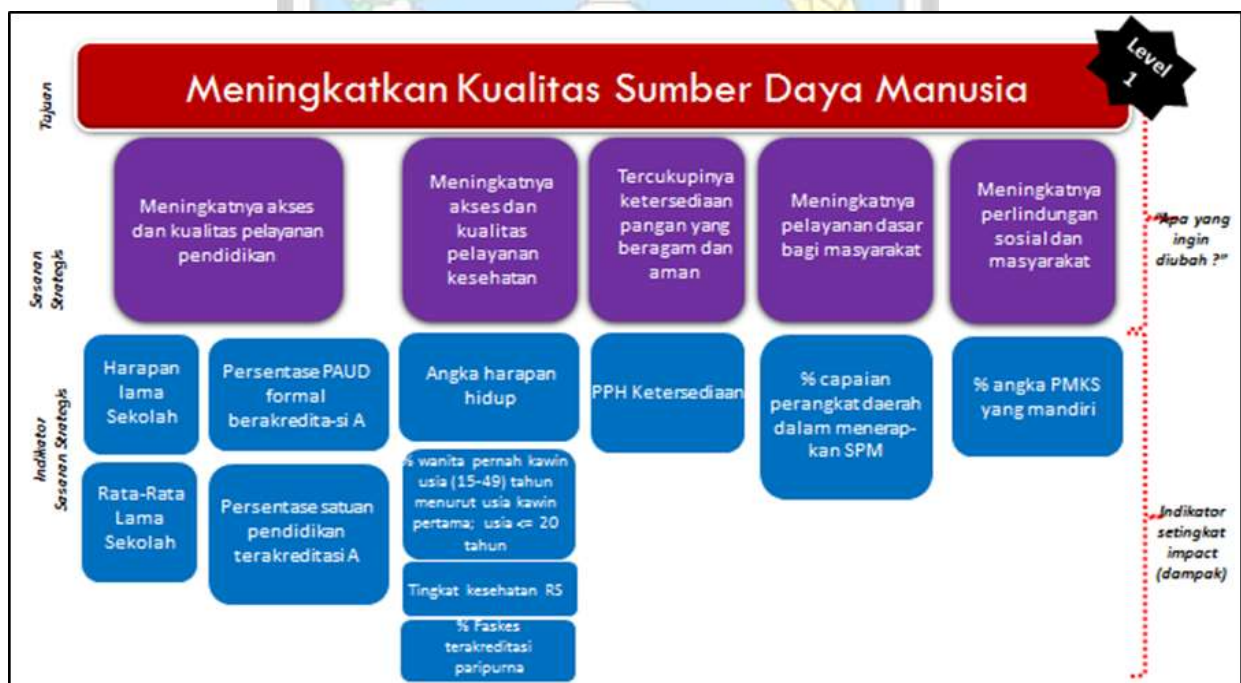 Tujuan
Meningkatkan Kualitas Sumber Daya Manusia
Level
1
Sasaran
Strategis
Meningkatnya akses
dan kualitas pelayanan
pendidikan
Meningkatnya
akses dan
kualitas
pelayanan
kesehatan
Tercukupinya
ketersediaan
pangan yang
beragam dan
aman
Meningkatnya
pelayanan dasar
bagi masyarakat
Meningkatnya
perlindungan
sosial dan
masyarakat
"Apa yang
ingin
diubah ?"
Indikator
Sasaran Strategis
Harapan
lama
Sekolah
Persentase PAUD
formal
berakredita-si A
Angka harapan
hidup
PPH Ketersediaan
% capaian
perangkat daerah
dalam menerap-
kan SPM
% angka PMKS
yang mandiri
Rata-Rata
Lama
Sekolah
Persentase satuan
pendidikan
terakreditasi A
% wanita pernah kawin
usia (15-49) tahun
menurut usia kawin
pertama; usia <= 20
tahun
Tingkat kesehatan RS
% Faskes
terakreditasi
paripurna
Indikator
setingkat
impact
(dampak)